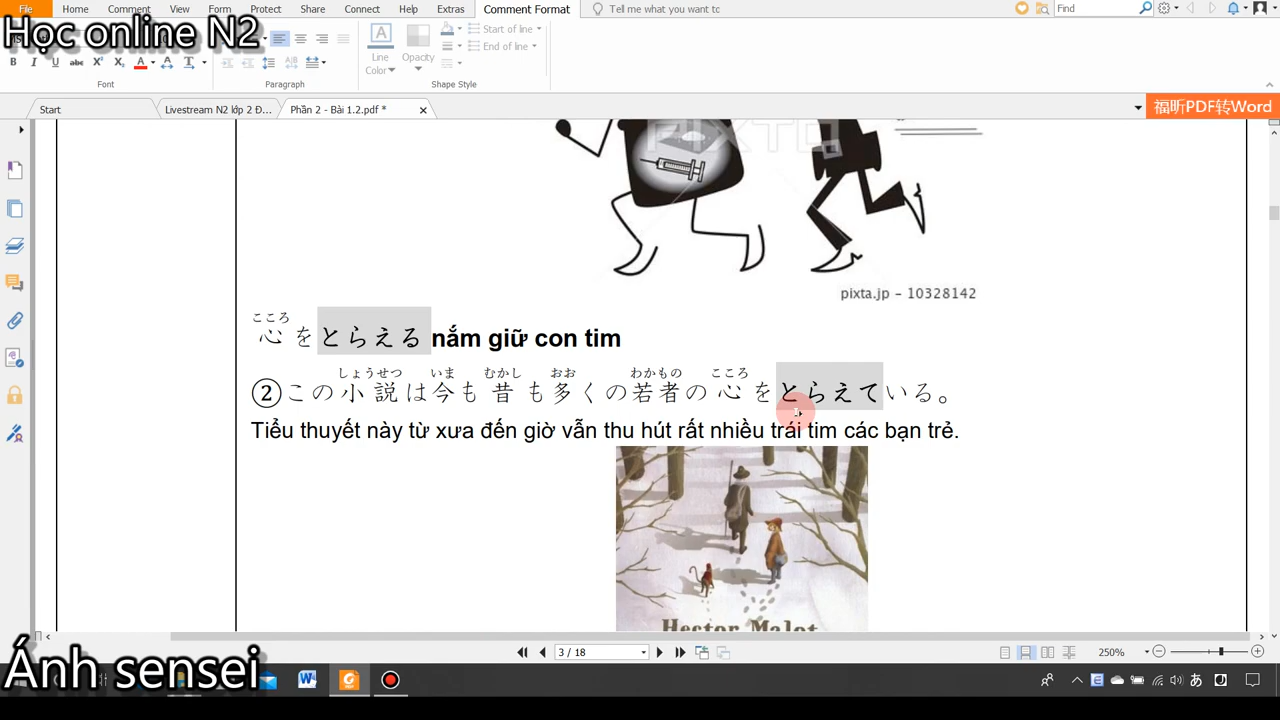 File Home Comment View Form Protect Share Connect Help Extras Comment Format Tell me what you want tc Find
Học online N2
Line Color
Opacity
Start of line
End of line
Font Paragraph Shape Style
Start Livestream N2 lớp 2 Đ... Phần 2 - Bài 1.2.pdf * 福昕PDF转Word
pixta.jp - 10328142
こころ
心をとらえる nắm giữ con tim
しょうせつ いま むかし おお わかもの こころ
②この小説は今も昔も多くの若者の心をとらえている。
Tiểu thuyết này từ xưa đến giờ vẫn thu hút rất nhiều trái tim các bạn trẻ.
Hector Malot
3 / 18 250%
Ánh sensei